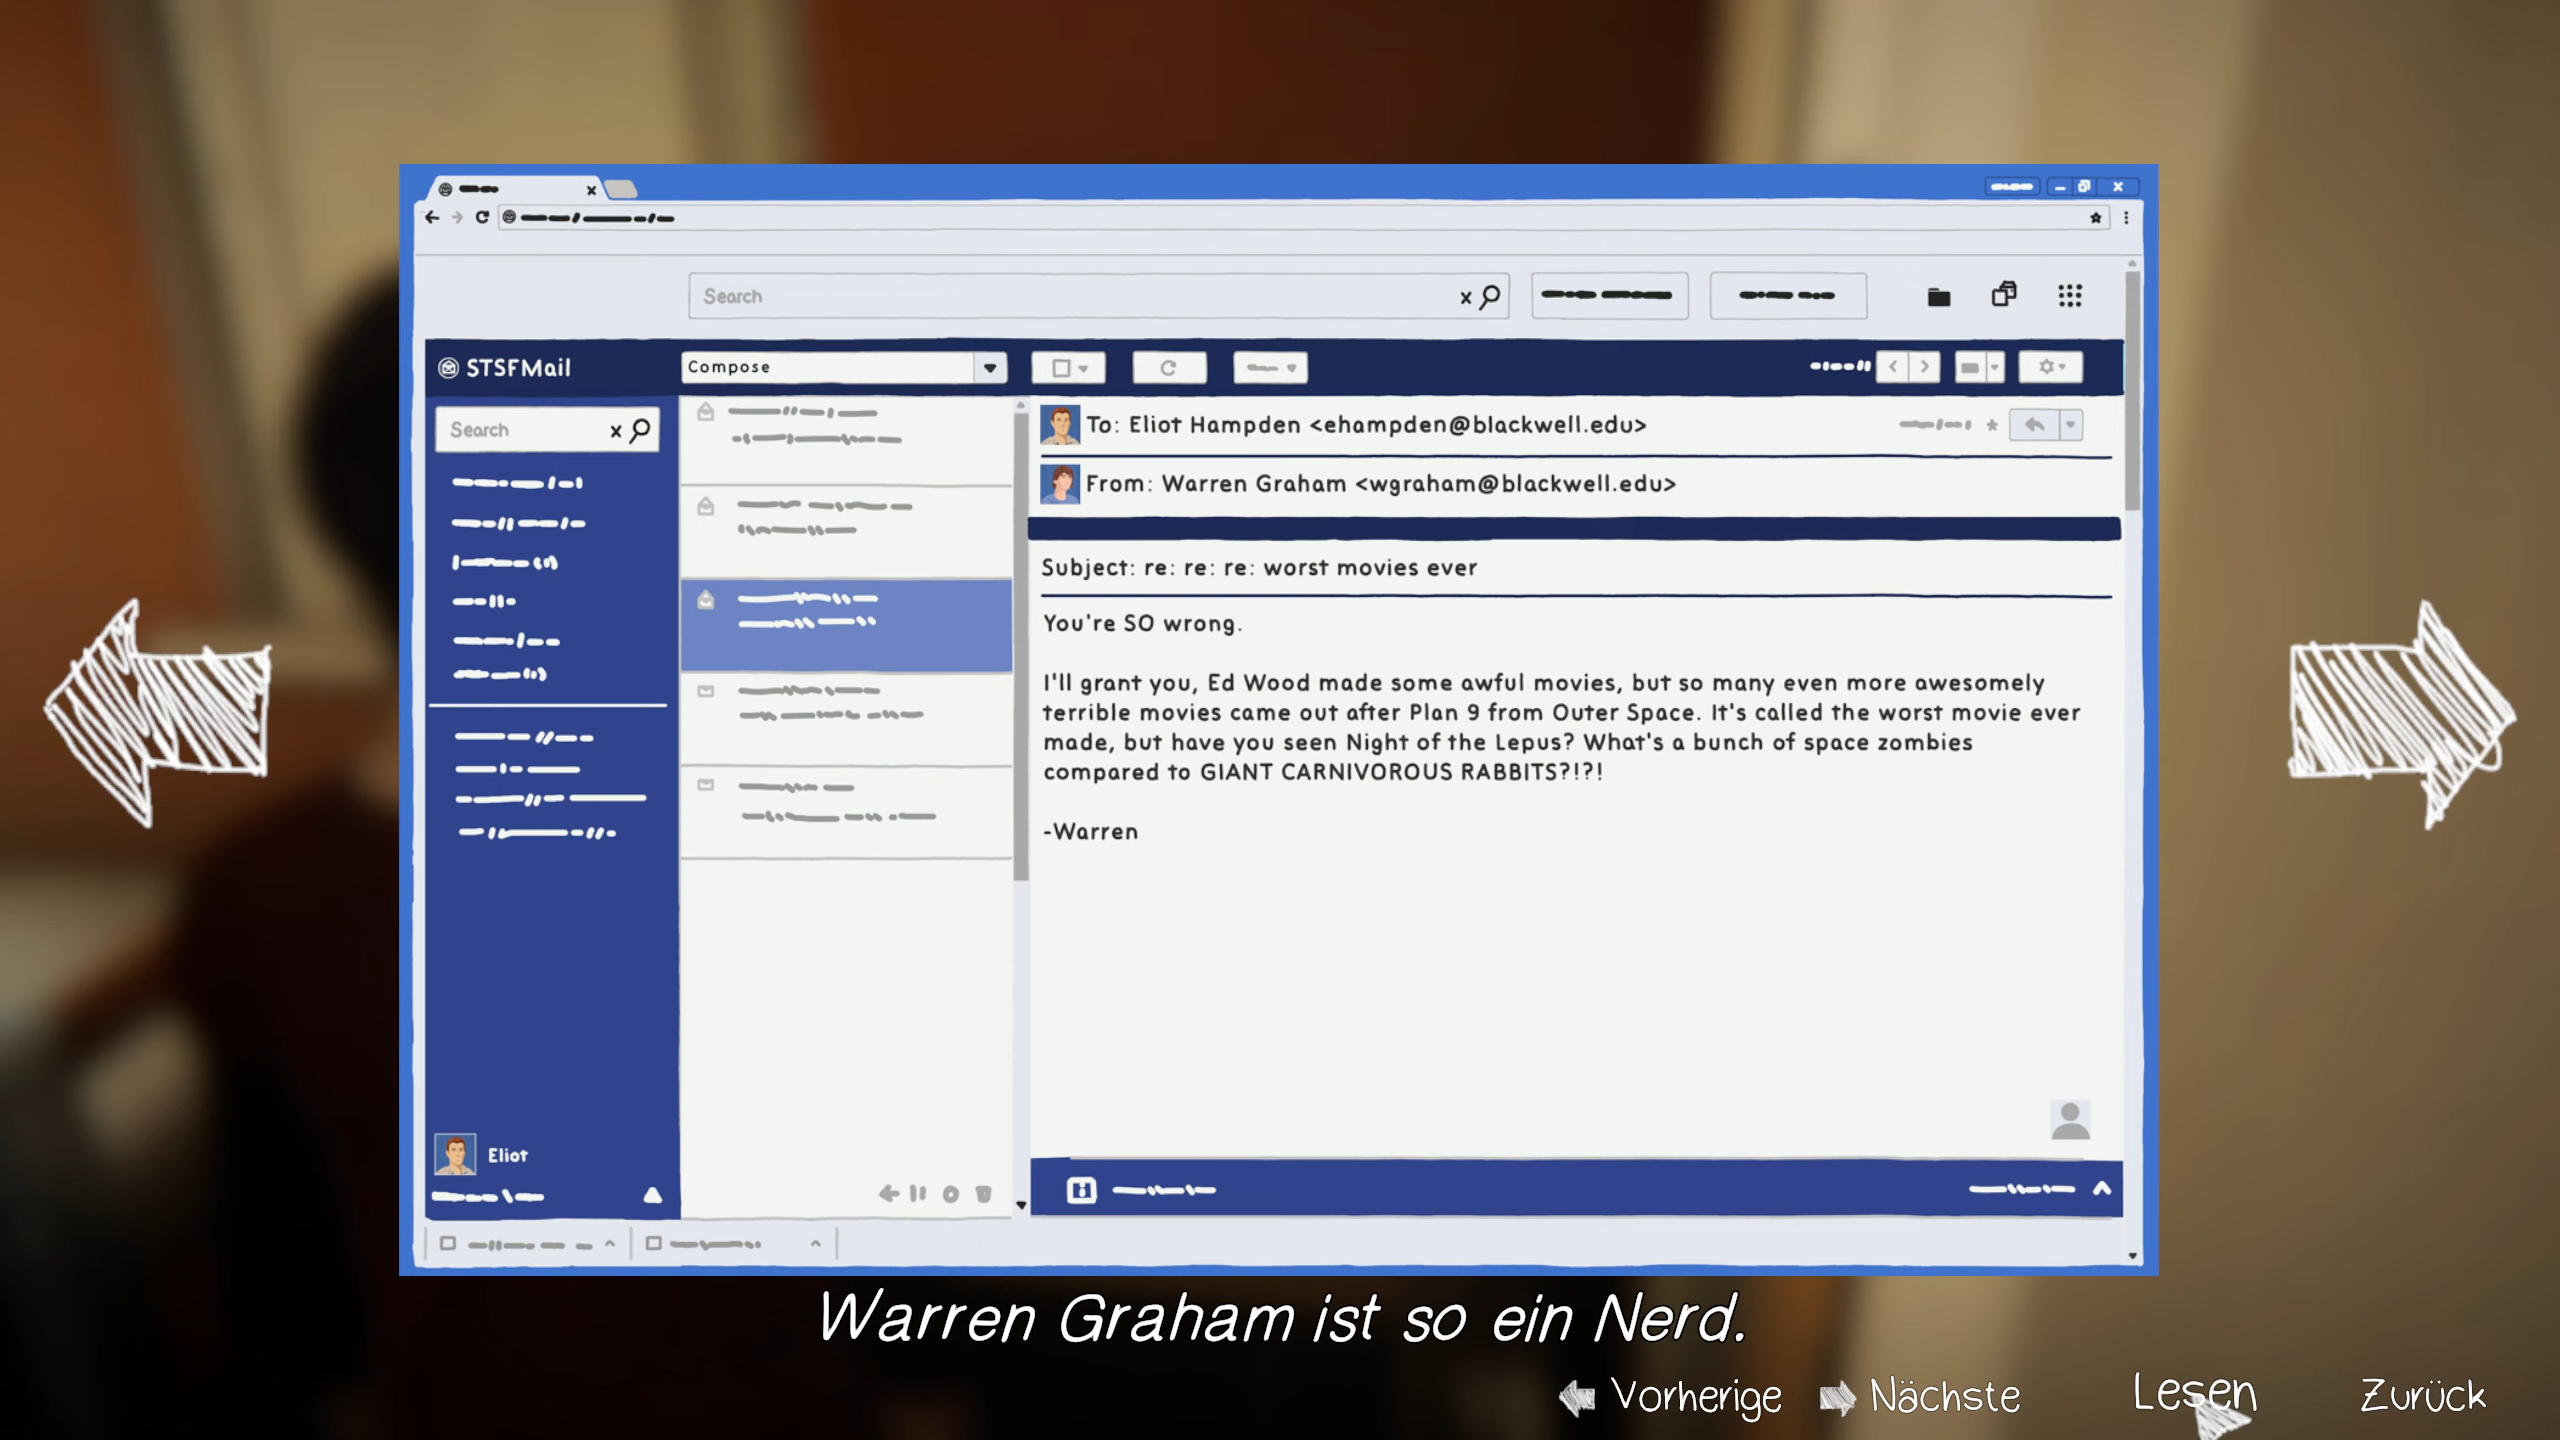 Search
STSFMail
Compose
Search
To: Eliot Hampden <ehampden@blackwell.edu>
From: Warren Graham <wgraham@blackwell.edu>
Subject: re: re: re: worst movies ever
You're SO wrong.
I'll grant you, Ed Wood made some awful movies, but so many even more awesomely
terrible movies came out after Plan 9 from Outer Space. It's called the worst movie ever
made, but have you seen Night of the Lepus? What's a bunch of space zombies
compared to GIANT CARNIVOROUS RABBITS?!?!
-Warren
Eliot
Warren Graham ist so ein Nerd.
Vorherige
Nächste
Lesen
Zurück